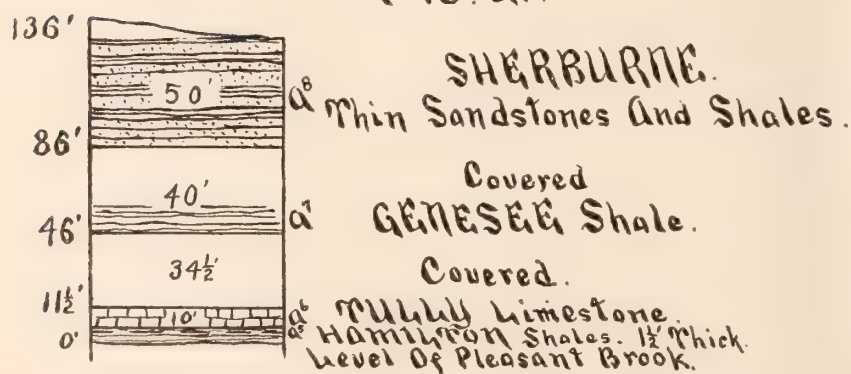 136'
SHERBURNE.
50'
a⁸
Thin Sandstones And Shales.
86'
Covered
40'
a⁷
GENESEE Shale.
46'
34½'
Covered.
11½'
10'
a⁶
TULLY Limestone.
a⁵
HAMILTON Shales. 1½' Thick.
0'
Level Of Pleasant Brook.